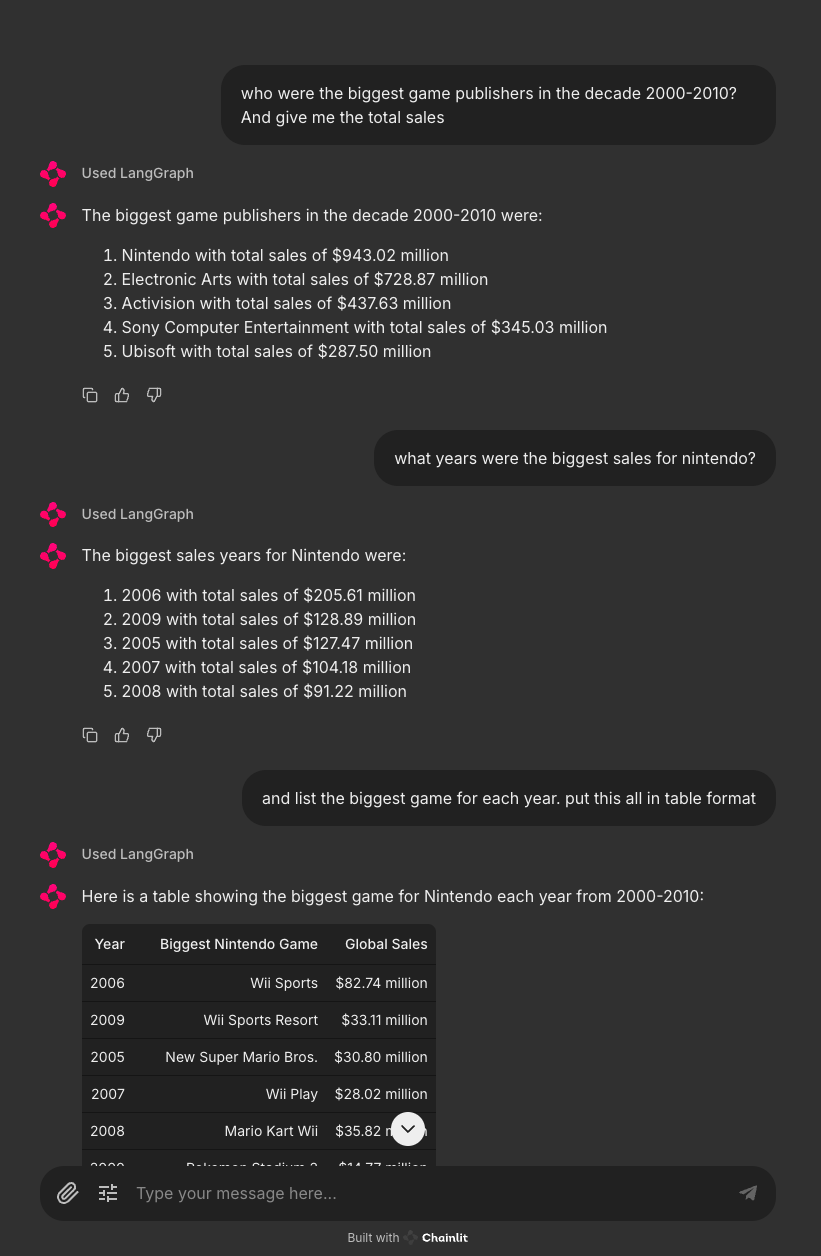 who were the biggest game publishers in the decade 2000-2010?
And give me the total sales
Used LangGraph
The biggest game publishers in the decade 2000-2010 were:
1. Nintendo with total sales of $943.02 million
2. Electronic Arts with total sales of $728.87 million
3. Activision with total sales of $437.63 million
4. Sony Computer Entertainment with total sales of $345.03 million
5. Ubisoft with total sales of $287.50 million
what years were the biggest sales for nintendo?
Used LangGraph
The biggest sales years for Nintendo were:
1. 2006 with total sales of $205.61 million
2. 2009 with total sales of $128.89 million
3. 2005 with total sales of $127.47 million
4. 2007 with total sales of $104.18 million
5. 2008 with total sales of $91.22 million
and list the biggest game for each year. put this all in table format
Used LangGraph
Here is a table showing the biggest game for Nintendo each year from 2000-2010:
Year Biggest Nintendo Game Global Sales
2006 Wii Sports $82.74 million
2009 Wii Sports Resort $33.11 million
2005 New Super Mario Bros. $30.80 million
2007 Wii Play $28.02 million
2008 Mario Kart Wii $35.82
Type your message here...
Built with Chainlit